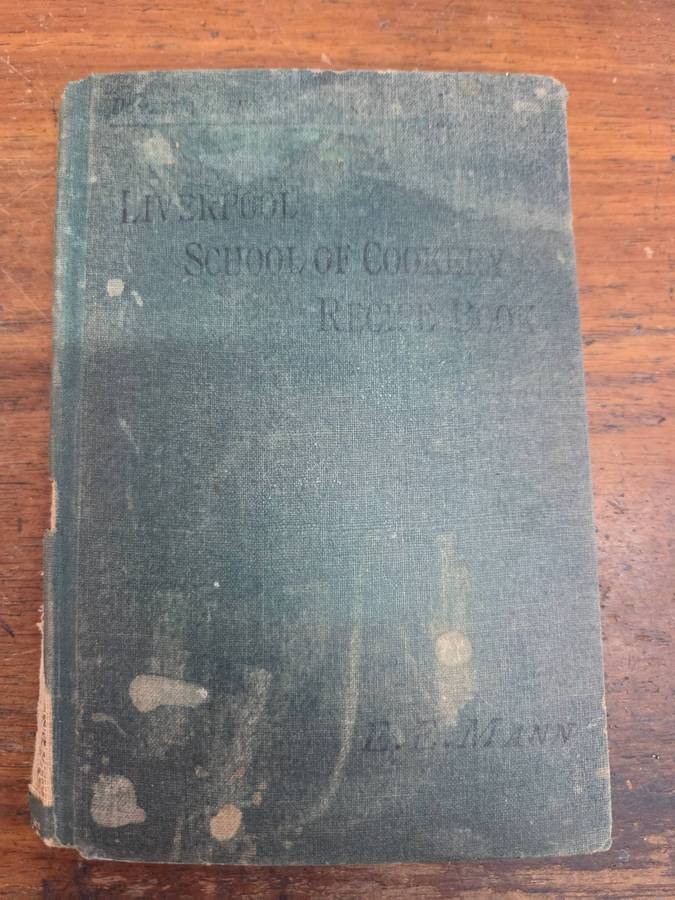 LIVERPOOL
SCHOOL OF COOKERY
RECIPE BOOK
E. E. MANN